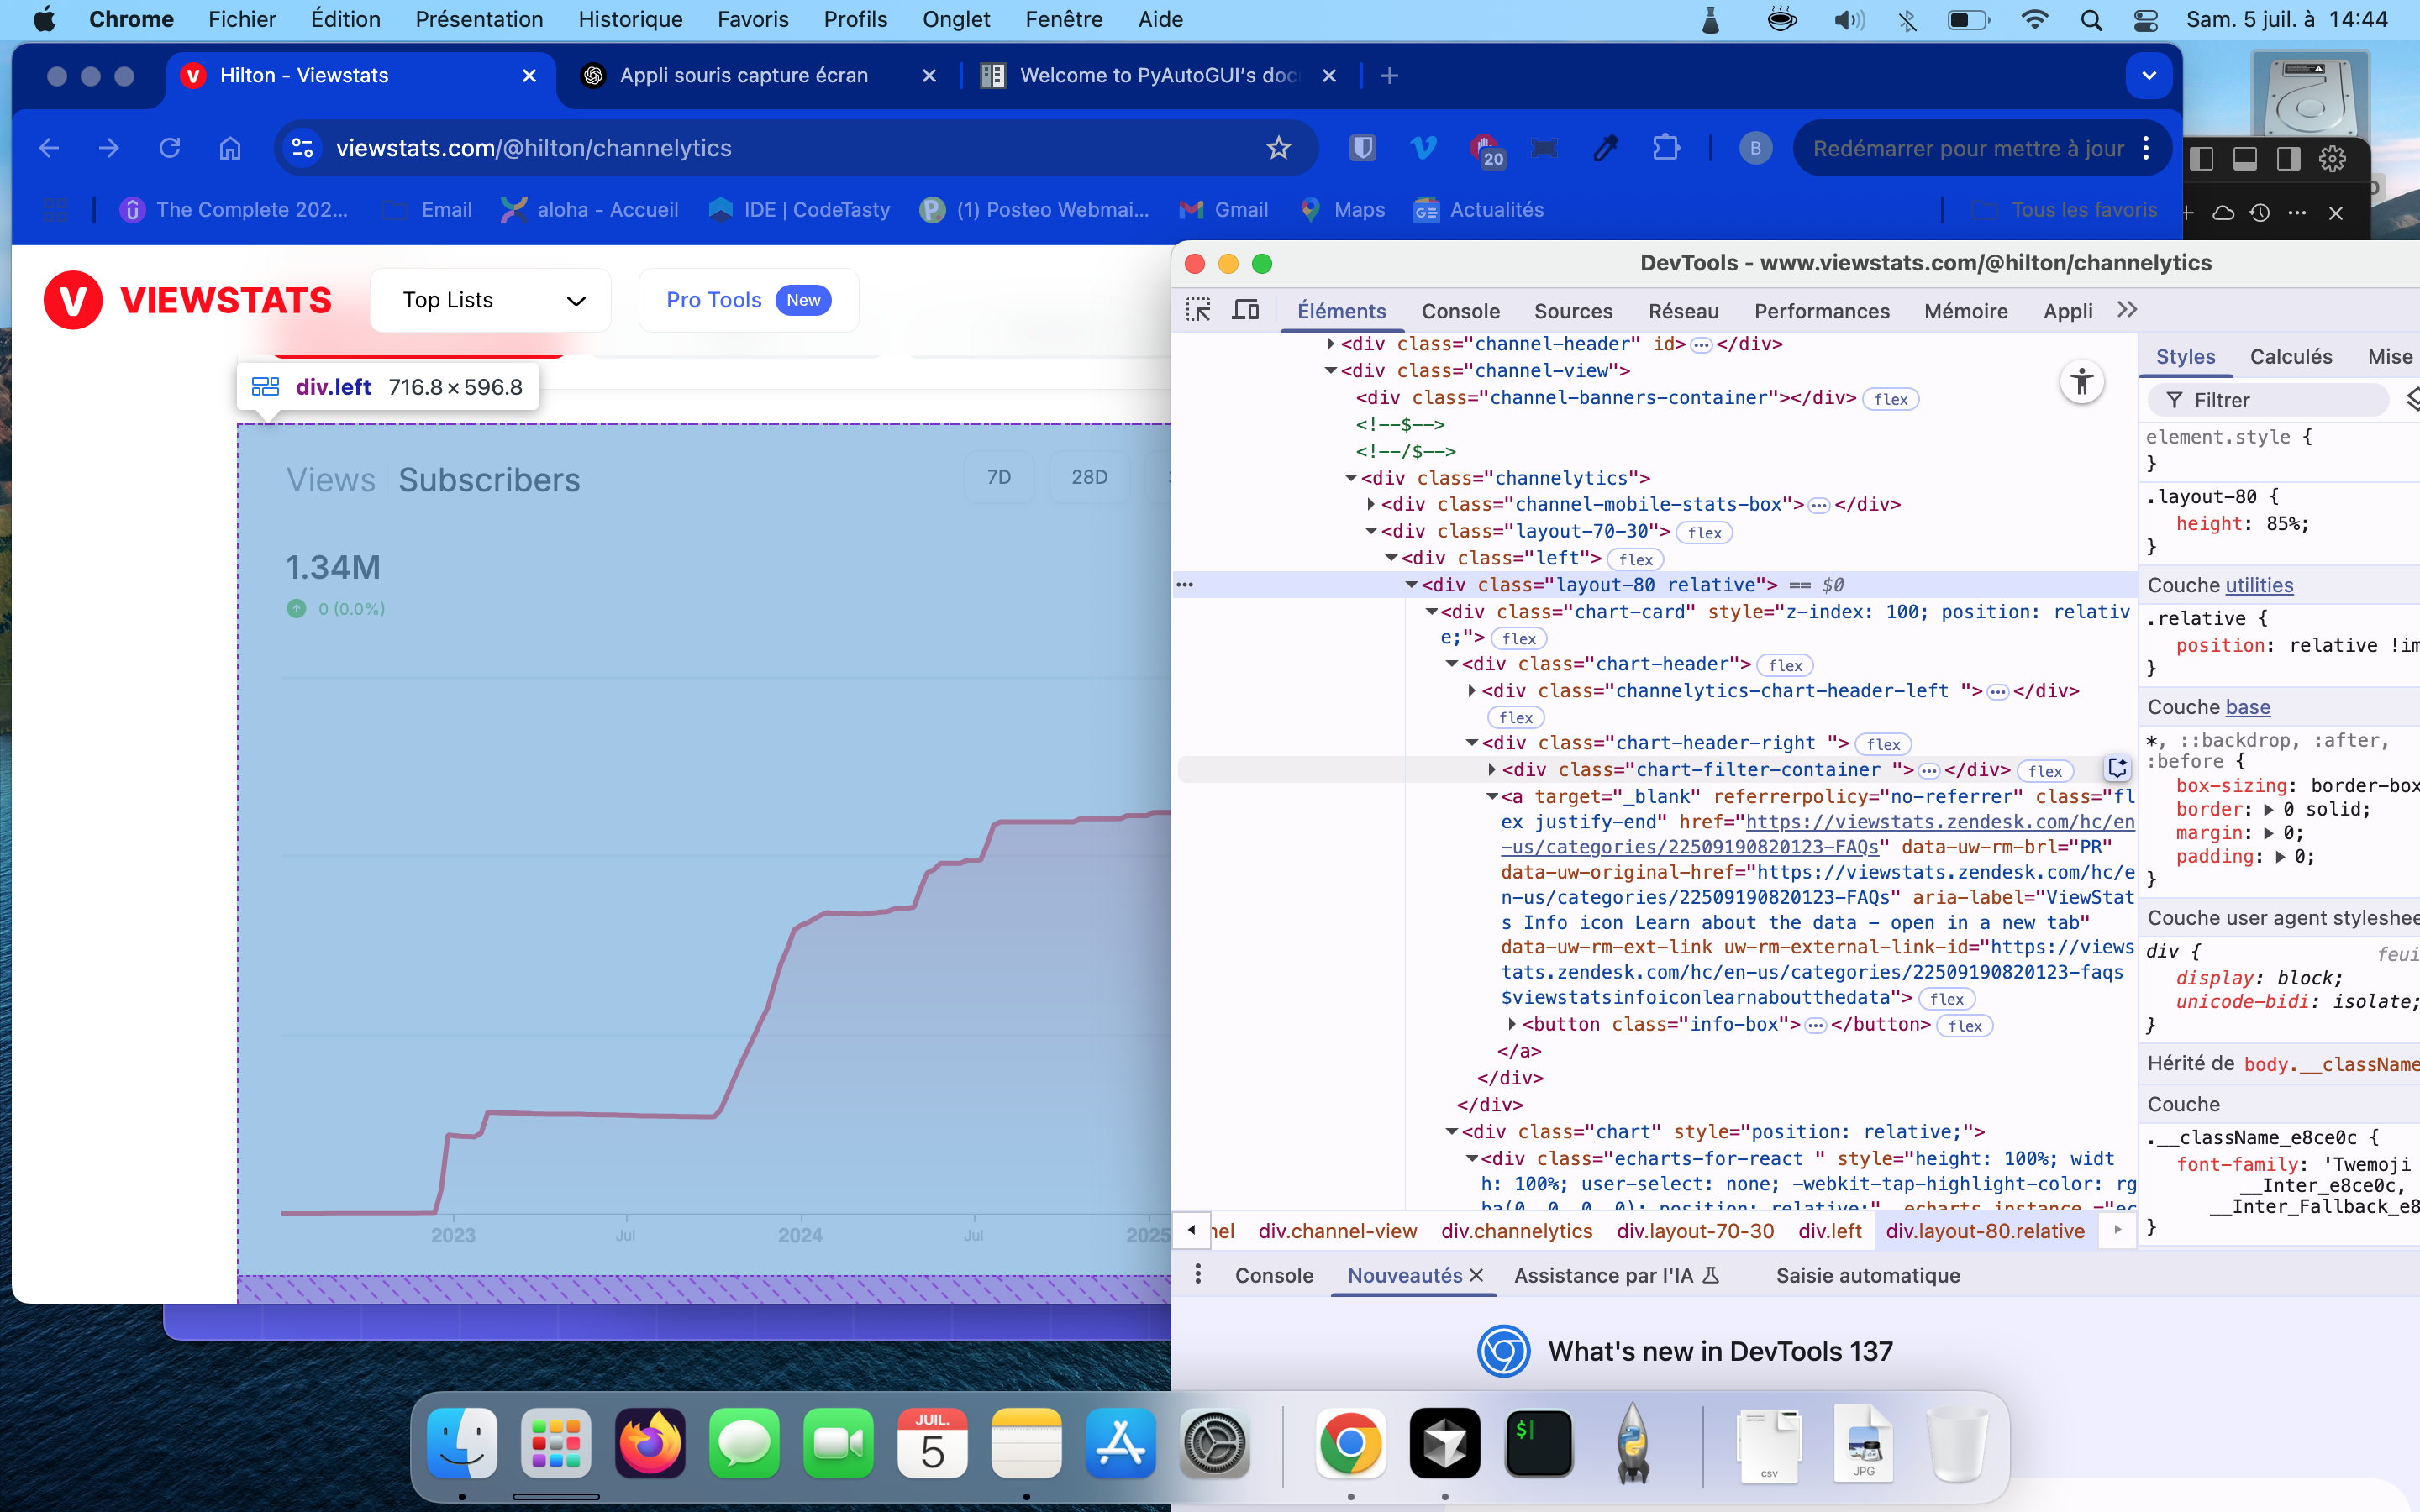 Chrome Fichier Édition Présentation Historique Favoris Profils Onglet Fenêtre Aide Sam. 5 juil. à 14:44
Hilton - Viewstats Appli souris capture écran Welcome to PyAutoGUI's doc
viewstats.com/@hilton/channelytics 20 B Redémarrer pour mettre à jour
The Complete 202... Email aloha - Accueil IDE | CodeTasty (1) Posteo Webmai... Gmail Maps Actualités Tous les favoris
VIEWSTATS Top Lists Pro Tools New
div.left 716.8 × 596.8
Views Subscribers 7D 28D
1.34M
0 (0.0%)
2023 Jul 2024 Jul 2025
DevTools - www.viewstats.com/@hilton/channelytics
Éléments Console Sources Réseau Performances Mémoire Appli
<div class="channel-header" id>…</div>
<div class="channel-view">
<div class="channel-banners-container"></div> flex
<!--$-->
<!--/$-->
<div class="channelytics">
<div class="channel-mobile-stats-box">…</div>
<div class="layout-70-30"> flex
<div class="left"> flex
<div class="layout-80 relative"> == $0
<div class="chart-card" style="z-index: 100; position: relativ
e;"> flex
<div class="chart-header"> flex
<div class="channelytics-chart-header-left ">…</div>
flex
<div class="chart-header-right "> flex
<div class="chart-filter-container ">…</div> flex
<a target="_blank" referrerpolicy="no-referrer" class="fl
ex justify-end" href="https://viewstats.zendesk.com/hc/en
-us/categories/22509190820123-FAQs" data-uw-rm-brl="PR"
data-uw-original-href="https://viewstats.zendesk.com/hc/e
n-us/categories/22509190820123-FAQs" aria-label="ViewStat
s Info icon Learn about the data - open in a new tab"
data-uw-rm-ext-link uw-rm-external-link-id="https://views
tats.zendesk.com/hc/en-us/categories/22509190820123-faqs
$viewstatsinfoiconlearnaboutthedata"> flex
<button class="info-box">…</button> flex
</a>
</div>
</div>
<div class="chart" style="position: relative;">
<div class="echarts-for-react " style="height: 100%; widt
h: 100%; user-select: none; -webkit-tap-highlight-color: rg
ba(0, 0, 0, 0); position: relative;" _echarts_instance_="ec
nel div.channel-view div.channelytics div.layout-70-30 div.left div.layout-80.relative
Styles Calculés Mise
Filtrer
element.style {
}
.layout-80 {
height: 85%;
}
Couche utilities
.relative {
position: relative !im
}
Couche base
*, ::backdrop, :after,
:before {
box-sizing: border-box
border: 0 solid;
margin: 0;
padding: 0;
}
Couche user agent styleshee
div { feui
display: block;
unicode-bidi: isolate;
}
Hérité de body.__className
Couche
.__className_e8ce0c {
font-family: 'Twemoji
__Inter_e8ce0c,
__Inter_Fallback_e8
}
Console Nouveautés Assistance par l'IA Saisie automatique
What's new in DevTools 137
JUIL.
5
$
CSV
JPG